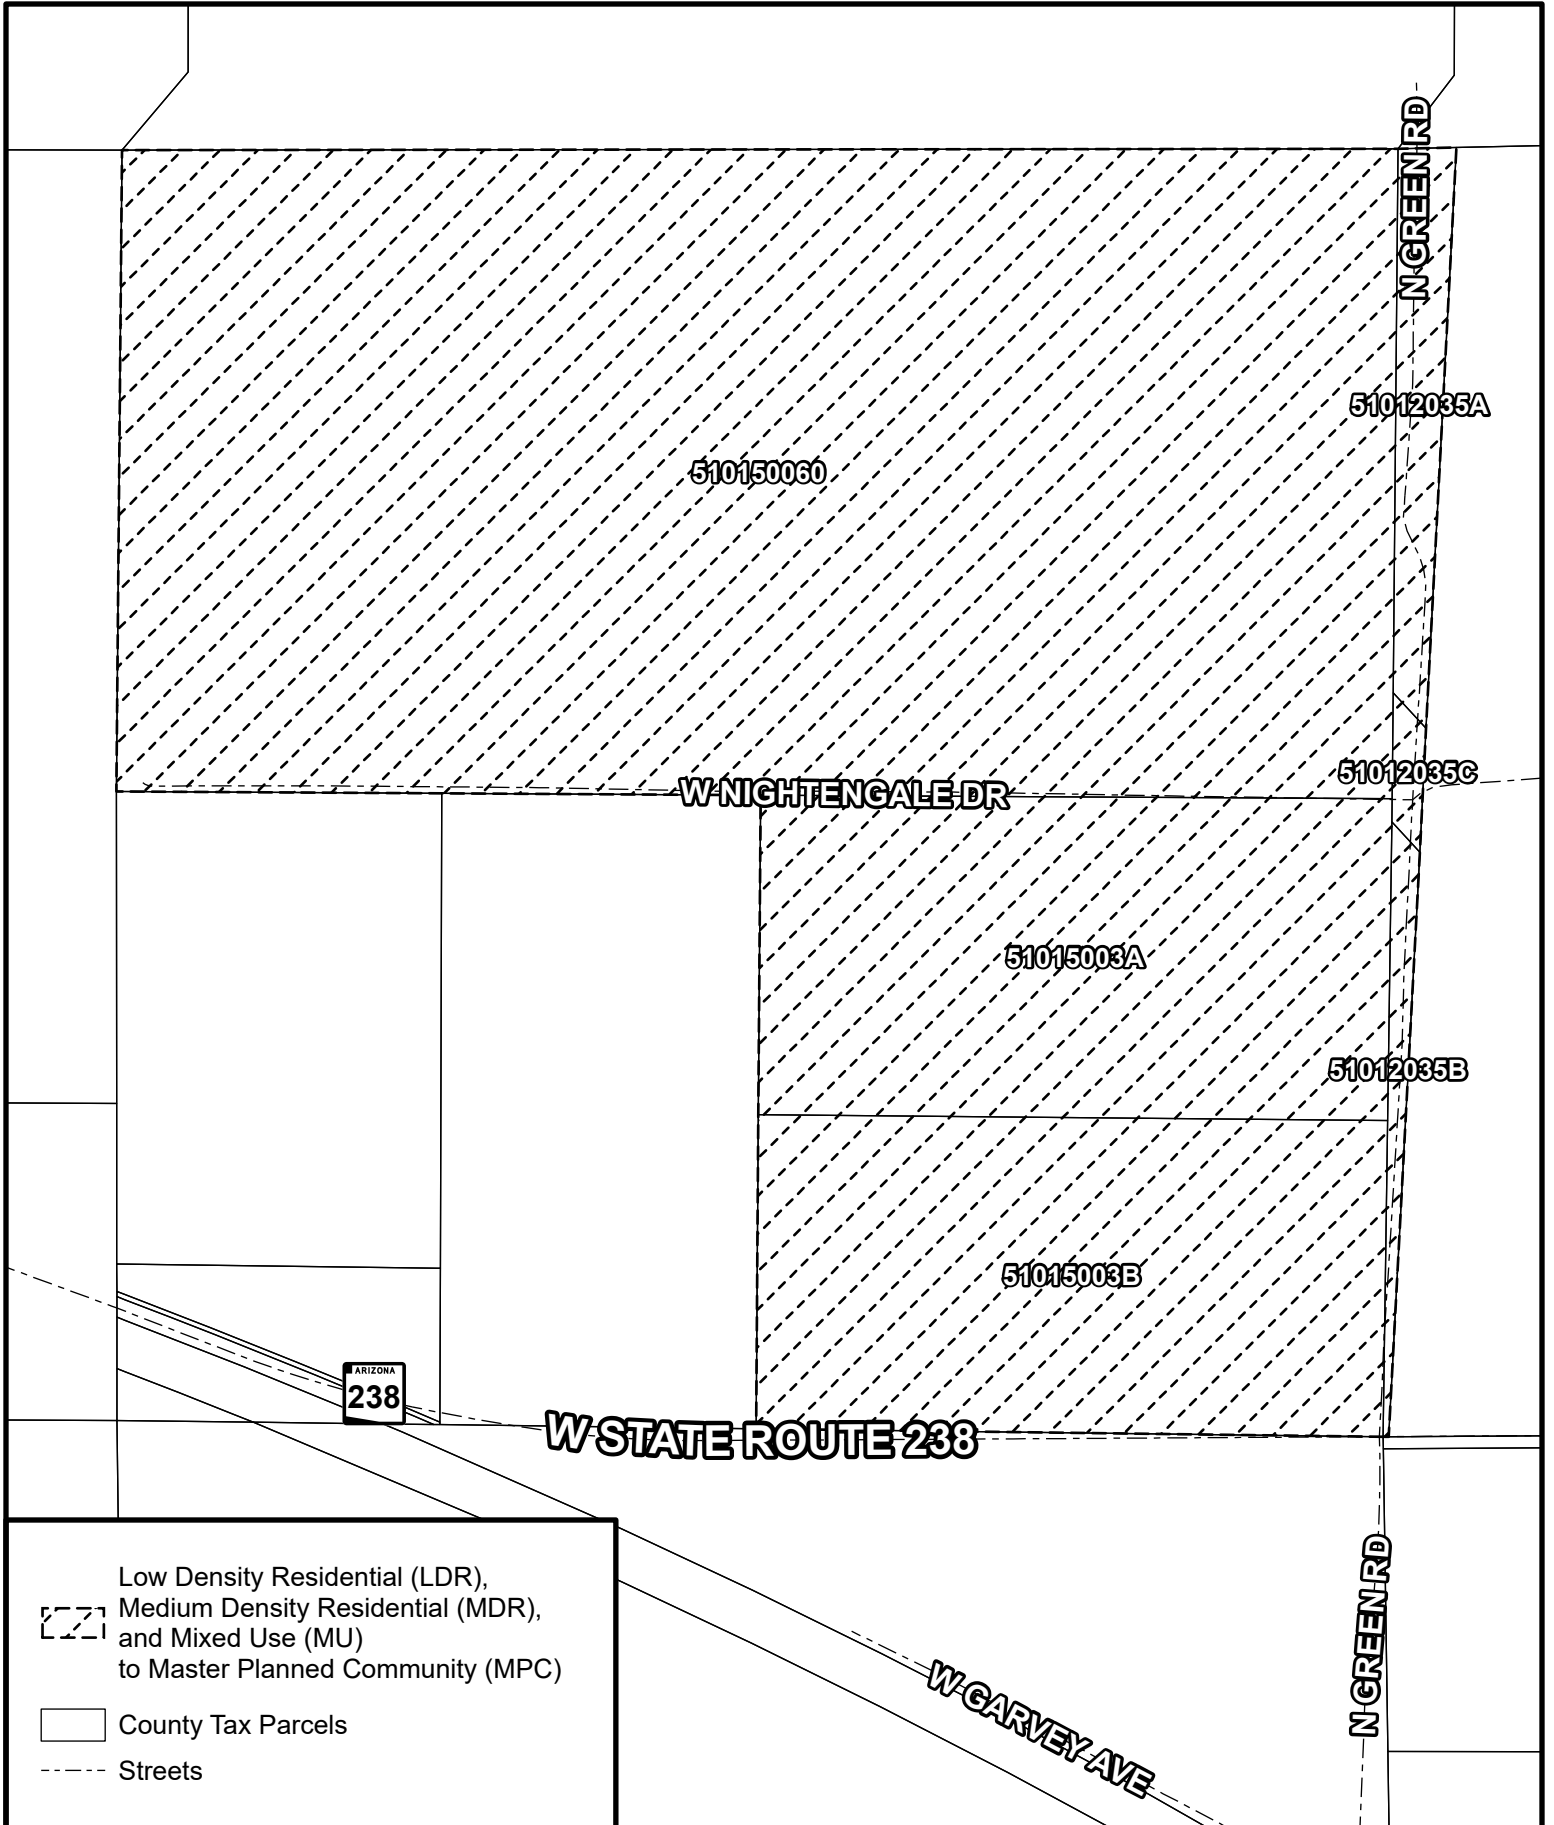 N GREEN RD
51012035A
510150060
51012035C
W NIGHTENGALE DR
51015003A
51012035B
51015003B
ARIZONA
238
W STATE ROUTE 238
N GREEN RD
W GARVEY AVE
Low Density Residential (LDR),
Medium Density Residential (MDR),
and Mixed Use (MU)
to Master Planned Community (MPC)
County Tax Parcels
Streets